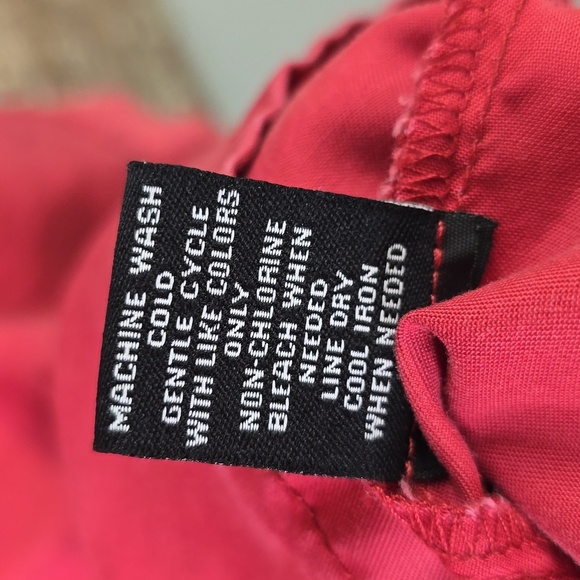 MACHINE WASH
COLD
GENTLE CYCLE
WITH LIKE COLORS
ONLY
NON-CHLORINE
BLEACH WHEN
NEEDED
LINE DRY
COOL IRON
WHEN NEEDED